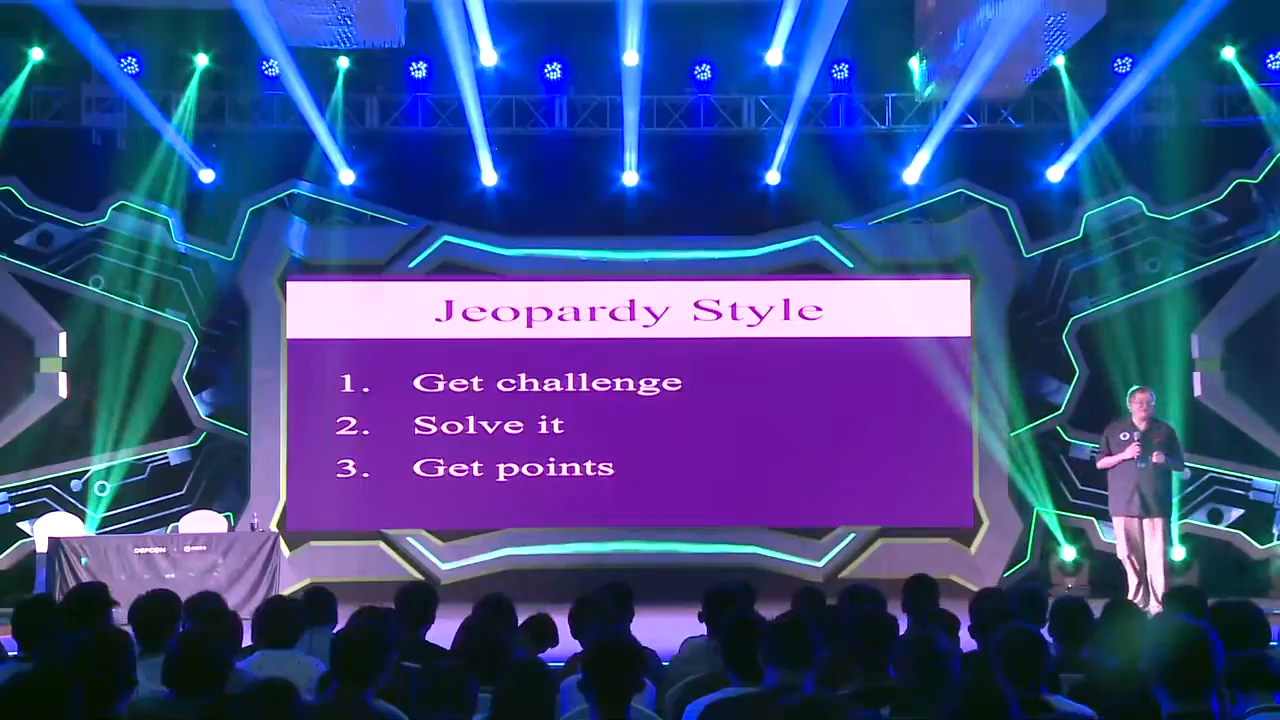 Jeopardy Style
1. Get challenge
2. Solve it
3. Get points
DEFCON